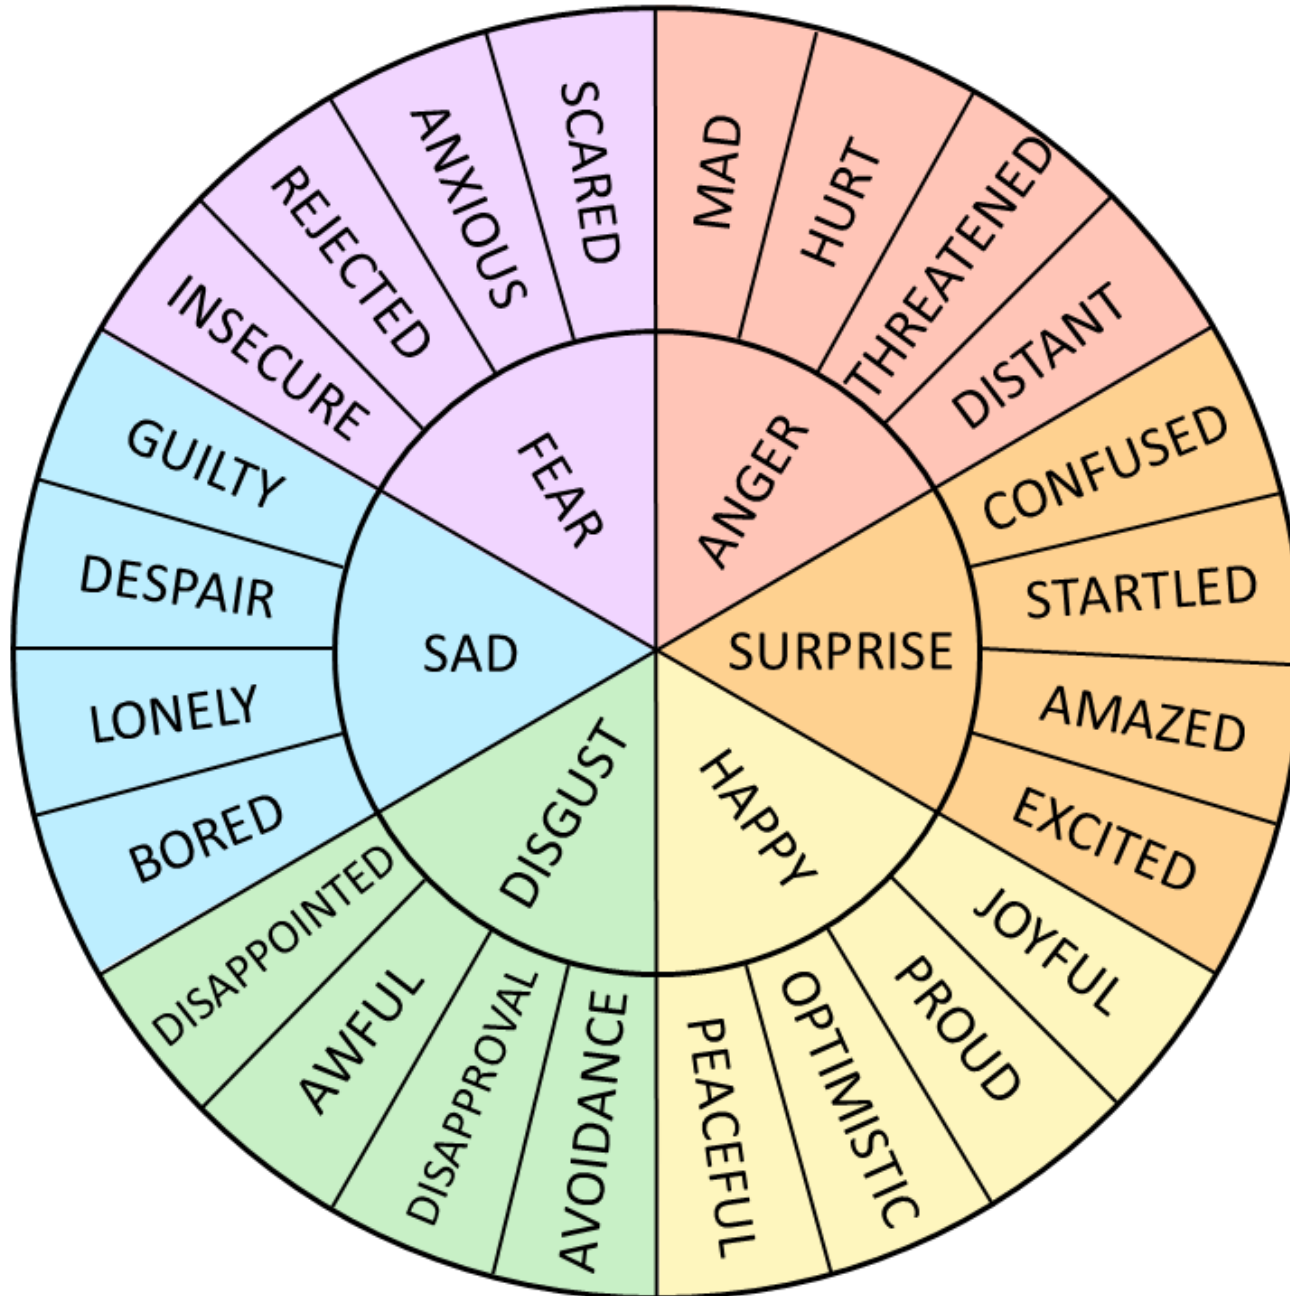 MAD
HURT
THREATENED
DISTANT
ANGER
CONFUSED
STARTLED
AMAZED
EXCITED
SURPRISE
JOYFUL
PROUD
OPTIMISTIC
PEACEFUL
HAPPY
AVOIDANCE
DISAPPROVAL
AWFUL
DISAPPOINTED
DISGUST
BORED
LONELY
DESPAIR
GUILTY
SAD
INSECURE
REJECTED
ANXIOUS
SCARED
FEAR